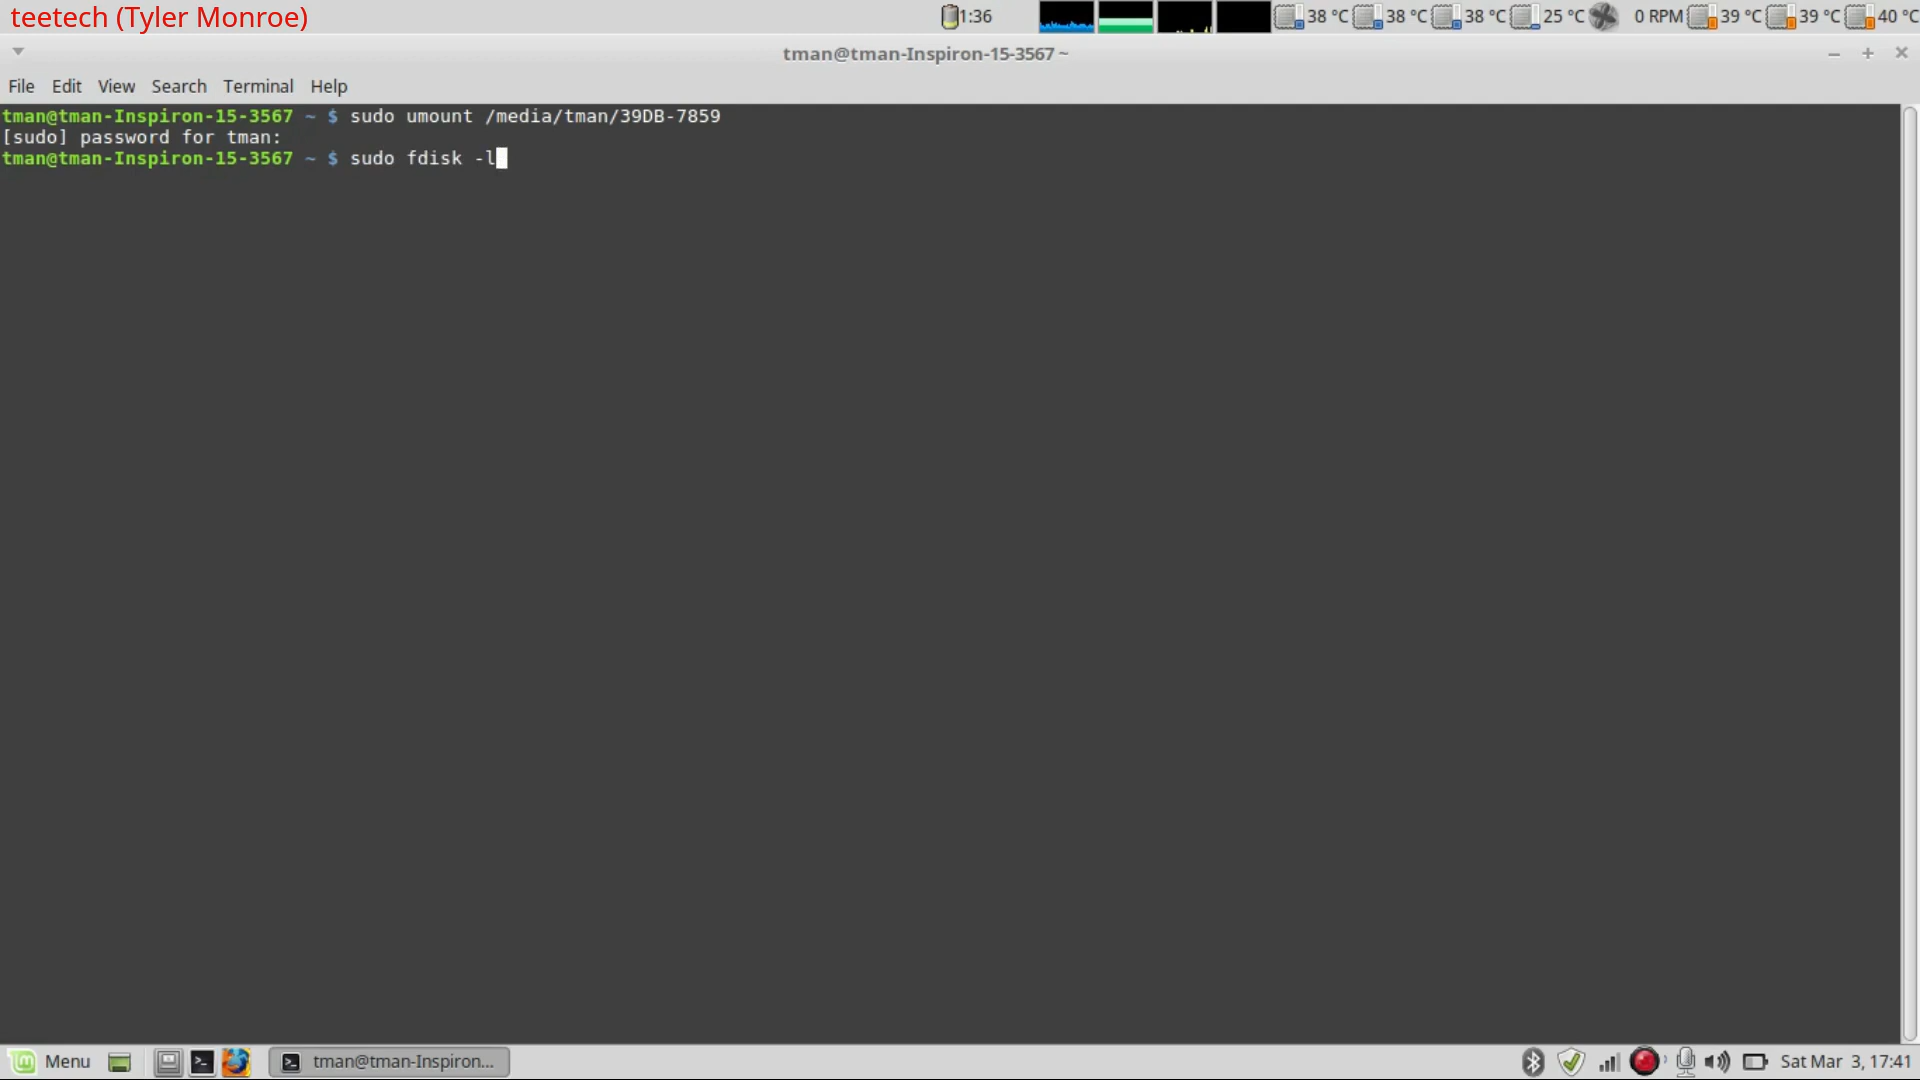 teetech (Tyler Monroe)
1:36 38 °C 38 °C 38 °C 25 °C 0 RPM 39 °C 39 °C 40 °C
tman@tman-Inspiron-15-3567 ~
File Edit View Search Terminal Help
tman@tman-Inspiron-15-3567 ~ $ sudo umount /media/tman/39DB-7859
[sudo] password for tman:
tman@tman-Inspiron-15-3567 ~ $ sudo fdisk -l
Menu tman@tman-Inspiron... Sat Mar 3, 17:41